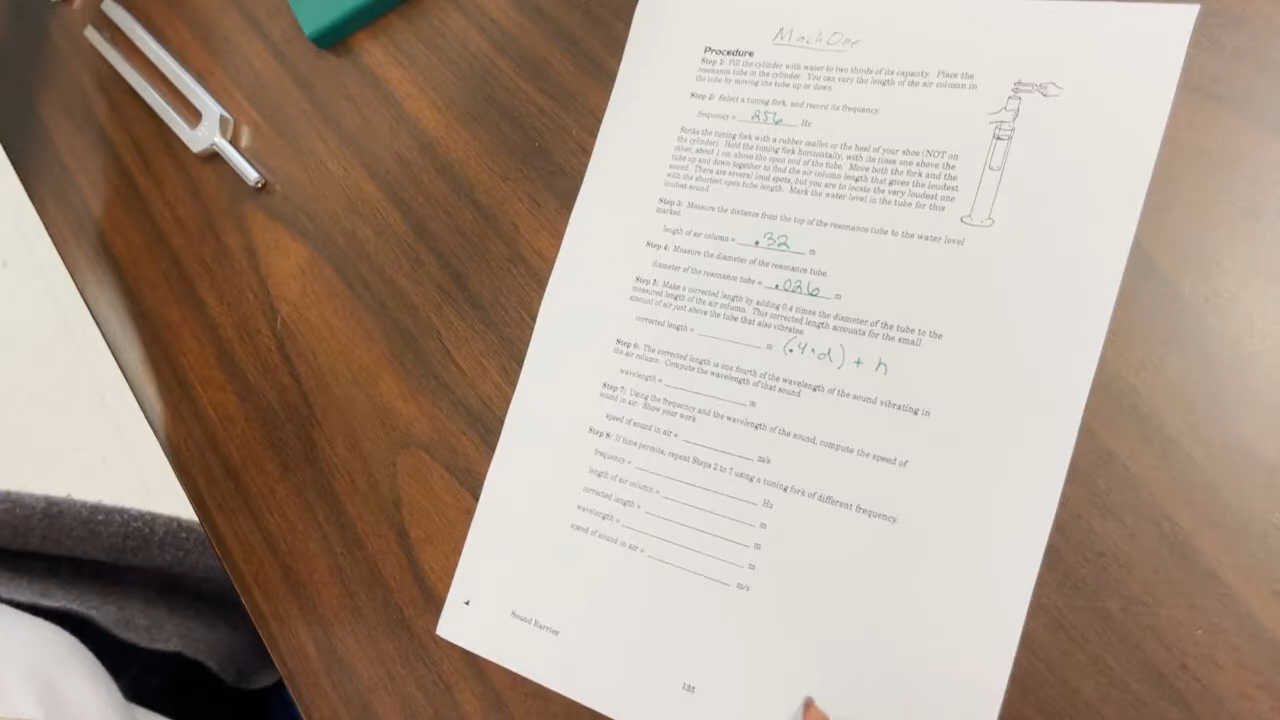 Mach One
Procedure
Step 1: Fill the cylinder with water to two thirds of its capacity. Place the
resonance tube in the cylinder. You can vary the length of the air column in
the tube by moving the tube up or down.
Step 2: Select a tuning fork, and record its frequency.
frequency = 256 Hz
Strike the tuning fork with a rubber mallet or the heel of your shoe (NOT on
the cylinder). Hold the tuning fork horizontally, with its tines one above the
other, about 1 cm above the open end of the tube. Move both the fork and the
tube up and down together to find the air column length that gives the loudest
sound. There are several loud spots, but you are to locate the very loudest one
with the shortest open tube length. Mark the water level in the tube for this
loudest sound.
Step 3: Measure the distance from the top of the resonance tube to the water level
marked.
length of air column = .32 m
Step 4: Measure the diameter of the resonance tube.
diameter of the resonance tube = .036 m
Step 5: Make a corrected length by adding 0.4 times the diameter of the tube to the
measured length of the air column. This corrected length accounts for the small
amount of air just above the tube that also vibrates.
corrected length = m (.4•d) + h
Step 6: The corrected length is one fourth of the wavelength of the sound vibrating in
the air column. Compute the wavelength of that sound.
wavelength = m
Step 7: Using the frequency and the wavelength of the sound, compute the speed of
sound in air. Show your work.
speed of sound in air = m/s
Step 8: If time permits, repeat Steps 2 to 7 using a tuning fork of different frequency.
frequency = Hz
length of air column = m
corrected length = m
wavelength = m
speed of sound in air = m/s
Sound Barrier
135